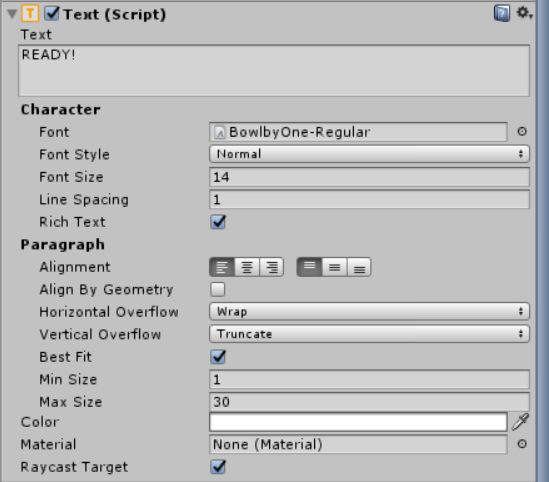 Text (Script)
Text
READY!
Character
Font BowlbyOne-Regular
Font Style Normal
Font Size 14
Line Spacing 1
Rich Text
Paragraph
Alignment
Align By Geometry
Horizontal Overflow Wrap
Vertical Overflow Truncate
Best Fit
Min Size 1
Max Size 30
Color
Material None (Material)
Raycast Target